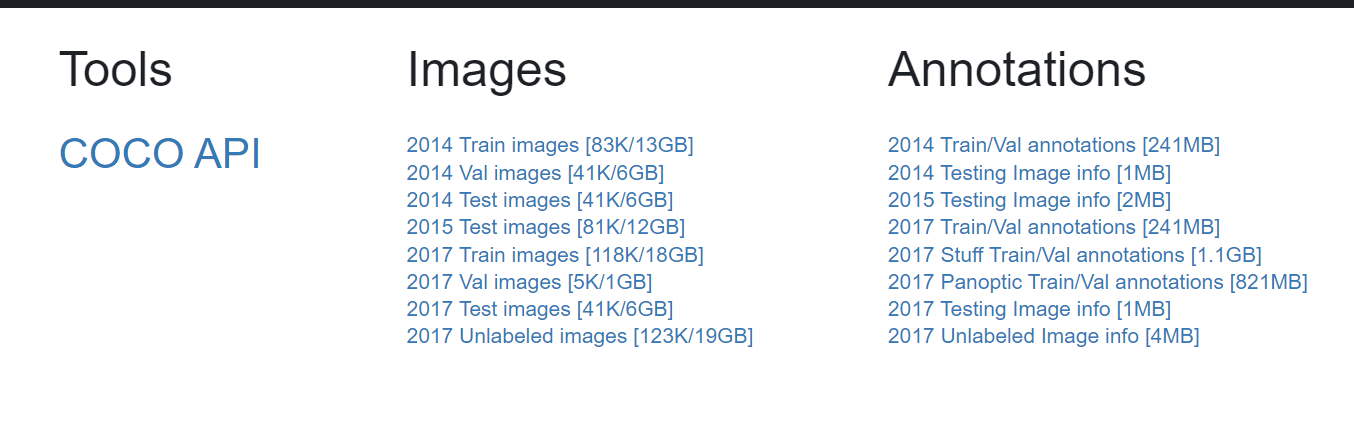 Tools
COCO API
Images
2014 Train images [83K/13GB]
2014 Val images [41K/6GB]
2014 Test images [41K/6GB]
2015 Test images [81K/12GB]
2017 Train images [118K/18GB]
2017 Val images [5K/1GB]
2017 Test images [41K/6GB]
2017 Unlabeled images [123K/19GB]
Annotations
2014 Train/Val annotations [241MB]
2014 Testing Image info [1MB]
2015 Testing Image info [2MB]
2017 Train/Val annotations [241MB]
2017 Stuff Train/Val annotations [1.1GB]
2017 Panoptic Train/Val annotations [821MB]
2017 Testing Image info [1MB]
2017 Unlabeled Image info [4MB]